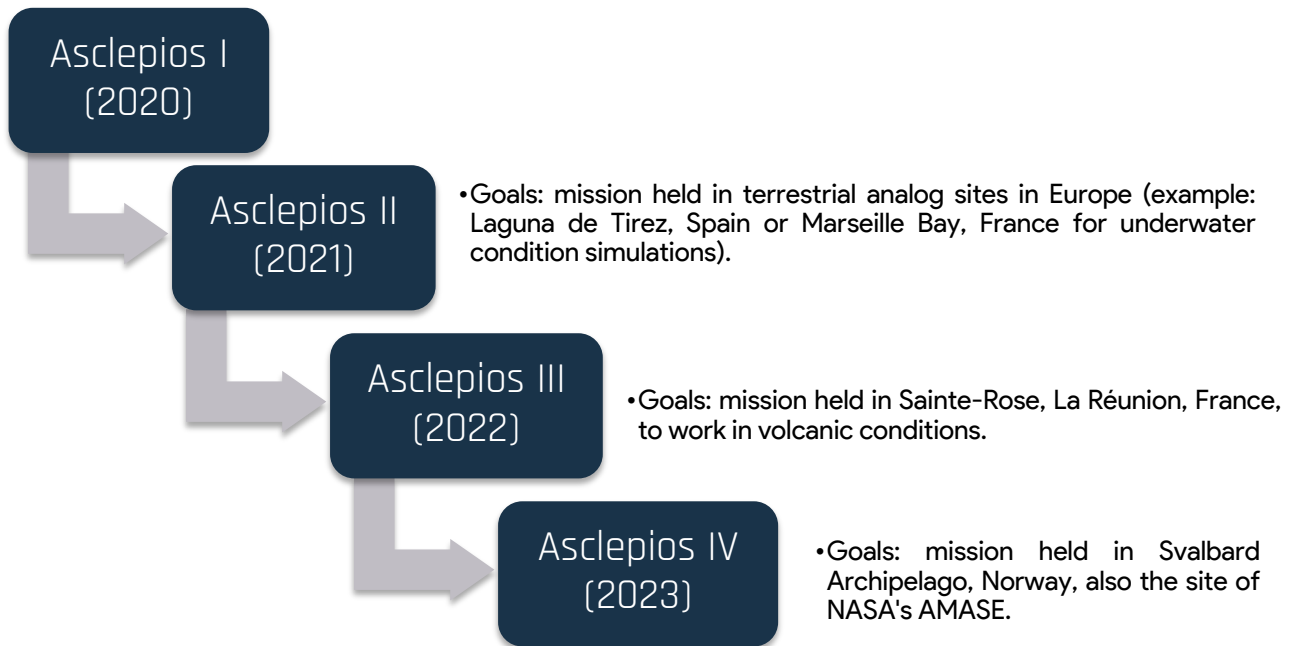 Asclepios I
(2020)
Asclepios II
(2021)
•Goals: mission held in terrestrial analog sites in Europe (example:
Laguna de Tirez, Spain or Marseille Bay, France for underwater
condition simulations).
Asclepios III
(2022)
•Goals: mission held in Sainte-Rose, La Réunion, France,
to work in volcanic conditions.
Asclepios IV
(2023)
•Goals: mission held in Svalbard
Archipelago, Norway, also the site of
NASA's AMASE.